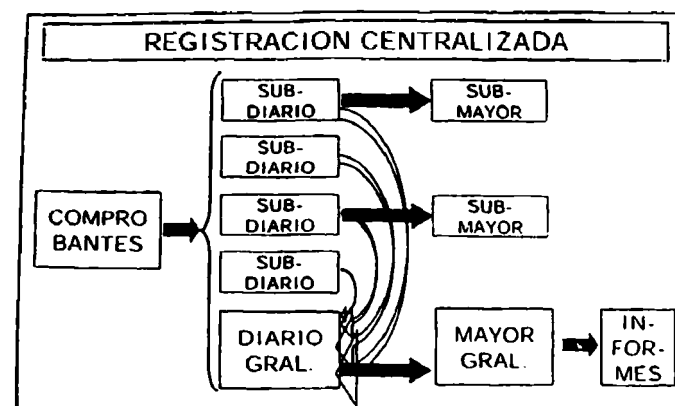 REGISTRACION CENTRALIZADA
SUB-
DIARIO
SUB-
MAYOR
SUB-
DIARIO
COMPRO
BANTES
SUB-
DIARIO
SUB-
MAYOR
SUB-
DIARIO
DIARIO
GRAL.
MAYOR
GRAL.
IN-
FOR-
MES